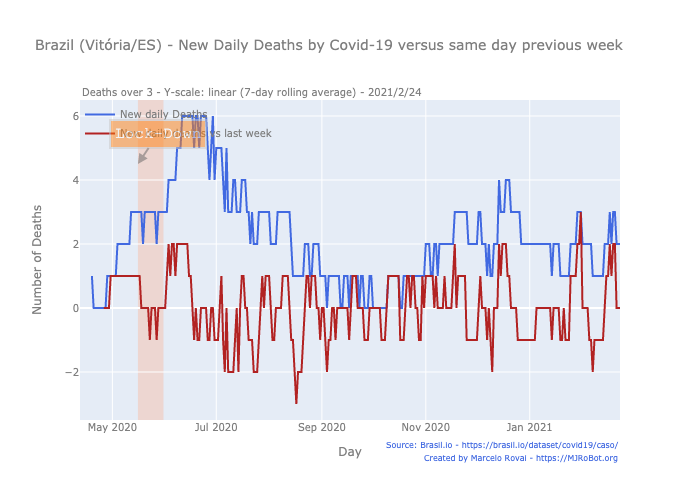 Brazil (Vitória/ES) - New Daily Deaths by Covid-19 versus same day previous week
Deaths over 3 - Y-scale: linear (7-day rolling average) - 2021/2/24
6
4
2
0
−2
Number of Deaths
New daily Deaths
vs last week
May 2020
Jul 2020
Sep 2020
Nov 2020
Jan 2021
Day
Source: Brasil.io - https://brasil.io/dataset/covid19/caso/
Created by Marcelo Rovai - https://MJRoBot.org